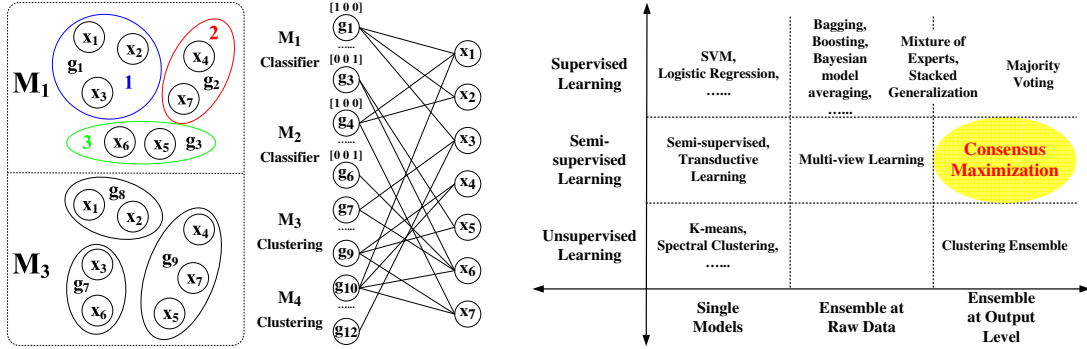 M1
x1
x2
g1
x3
1
2
x4
g2
x7
3
x6
x5
g3
M3
x1
g8
x2
x3
g7
x6
x4
g9
x7
x5
[1 0 0]
M1
Classifier
g1
......
[0 0 1]
g3
[1 0 0]
M2
Classifier
g4
......
[0 0 1]
g6
M3
Clustering
g7
......
g9
M4
Clustering
g10
......
g12
x1
x2
x3
x4
x5
x6
x7
Supervised
Learning
SVM,
Logistic Regression,
......
Bagging,
Boosting,
Bayesian
model
averaging,
......
Mixture of
Experts,
Stacked
Generalization
Majority
Voting
Semi-
supervised
Learning
Semi-supervised,
Transductive
Learning
Multi-view Learning
Consensus
Maximization
Unsupervised
Learning
K-means,
Spectral Clustering,
......
Clustering Ensemble
Single
Models
Ensemble at
Raw Data
Ensemble
at Output
Level